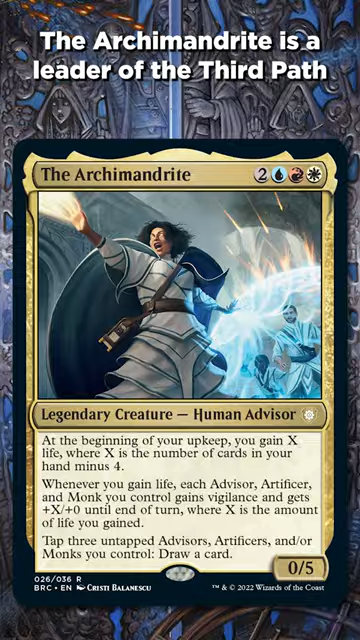 The Archimandrite is a
leader of the Third Path
The Archimandrite 2
Legendary Creature — Human Advisor
At the beginning of your upkeep, you gain X
life, where X is the number of cards in your
hand minus 4.
Whenever you gain life, each Advisor, Artificer,
and Monk you control gains vigilance and gets
+X/+0 until end of turn, where X is the amount
of life you gained.
Tap three untapped Advisors, Artificers, and/or
Monks you control: Draw a card.
0/5
026/036 R
BRC • EN Cristi Balanescu ™ & © 2022 Wizards of the Coast